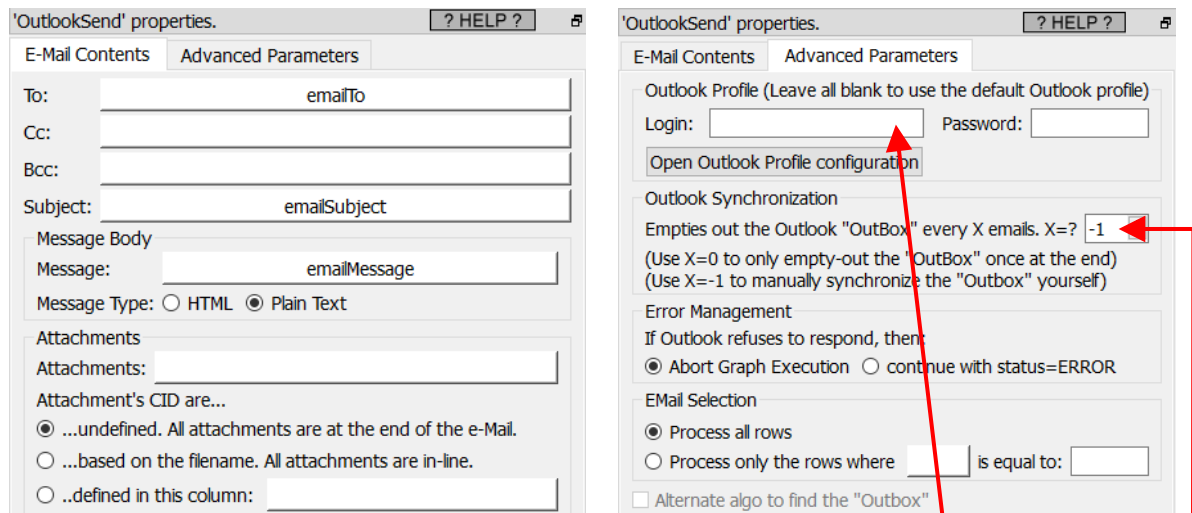 'OutlookSend' properties. ? HELP ?
E-Mail Contents Advanced Parameters
To: emailTo
Cc:
Bcc:
Subject: emailSubject
Message Body
Message: emailMessage
Message Type: HTML Plain Text
Attachments
Attachments:
Attachment's CID are...
...undefined. All attachments are at the end of the e-Mail.
...based on the filename. All attachments are in-line.
..defined in this column:
'OutlookSend' properties. ? HELP ?
E-Mail Contents Advanced Parameters
Outlook Profile (Leave all blank to use the default Outlook profile)
Login: Password:
Open Outlook Profile configuration
Outlook Synchronization
Empties out the Outlook "OutBox" every X emails. X=? -1
(Use X=0 to only empty-out the "OutBox" once at the end)
(Use X=-1 to manually synchronize the "Outbox" yourself)
Error Management
If Outlook refuses to respond, then:
Abort Graph Execution continue with status=ERROR
EMail Selection
Process all rows
Process only the rows where is equal to:
Alternate algo to find the "Outbox"